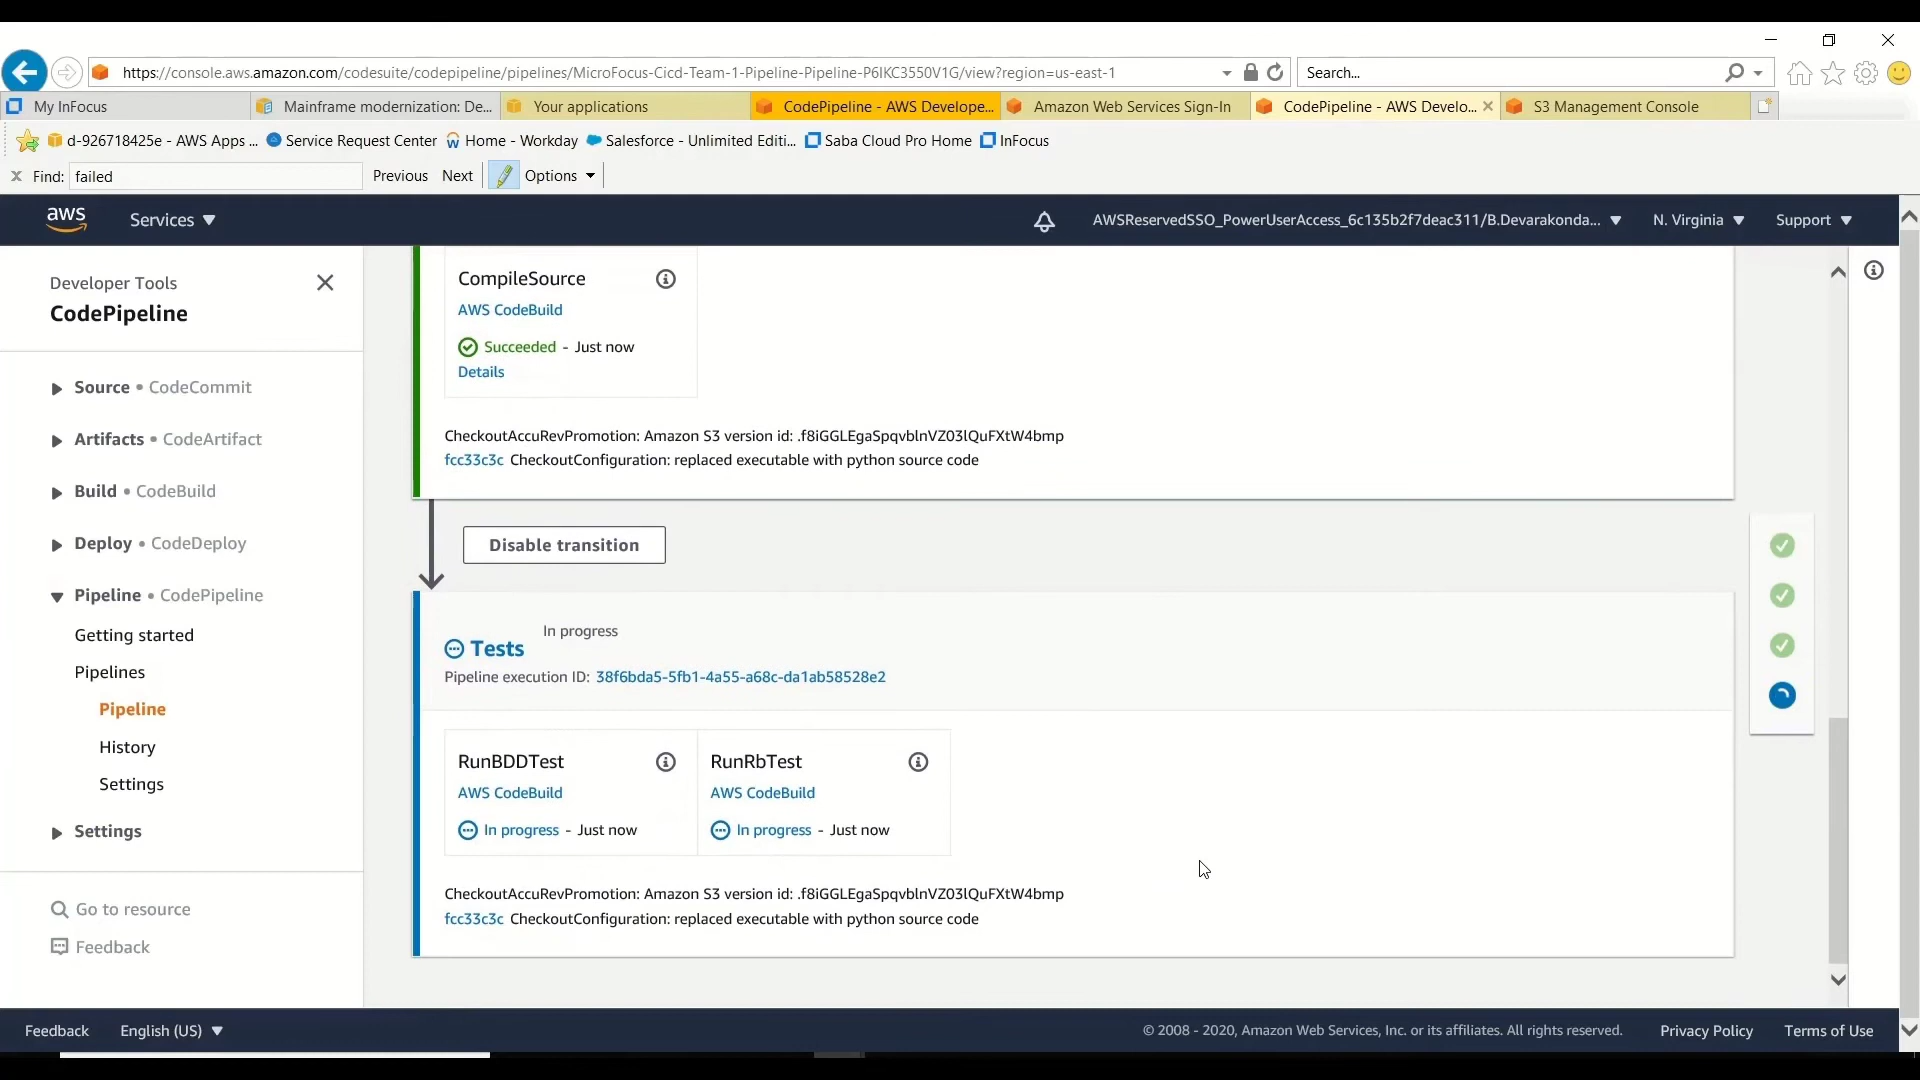 https://console.aws.amazon.com/codesuite/codepipeline/pipelines/MicroFocus-Cicd-Team-1-Pipeline-Pipeline-P6IKC3550V1G/view?region=us-east-1
Search...
My InFocus
Mainframe modernization: De...
Your applications
CodePipeline - AWS Develope...
Amazon Web Services Sign-In
CodePipeline - AWS Develo...
S3 Management Console
d-926718425e - AWS Apps ...
Service Request Center
Home - Workday
Salesforce - Unlimited Editi...
Saba Cloud Pro Home
InFocus
Find: failed
Previous
Next
Options
aws
Services
AWSReservedSSO_PowerUserAccess_6c135b2f7deac311/B.Devarakonda...
N. Virginia
Support
Developer Tools
CodePipeline
Source • CodeCommit
Artifacts • CodeArtifact
Build • CodeBuild
Deploy • CodeDeploy
Pipeline • CodePipeline
Getting started
Pipelines
Pipeline
History
Settings
Settings
Go to resource
Feedback
CompileSource
AWS CodeBuild
Succeeded - Just now
Details
CheckoutAccuRevPromotion: Amazon S3 version id: .f8iGGLEgaSpqvblnVZ03lQuFXtW4bmp
fcc33c3c CheckoutConfiguration: replaced executable with python source code
Disable transition
In progress
Tests
Pipeline execution ID: 38f6bda5-5fb1-4a55-a68c-da1ab58528e2
RunBDDTest
AWS CodeBuild
In progress - Just now
RunRbTest
AWS CodeBuild
In progress - Just now
CheckoutAccuRevPromotion: Amazon S3 version id: .f8iGGLEgaSpqvblnVZ03lQuFXtW4bmp
fcc33c3c CheckoutConfiguration: replaced executable with python source code
Feedback
English (US)
© 2008 - 2020, Amazon Web Services, Inc. or its affiliates. All rights reserved.
Privacy Policy
Terms of Use